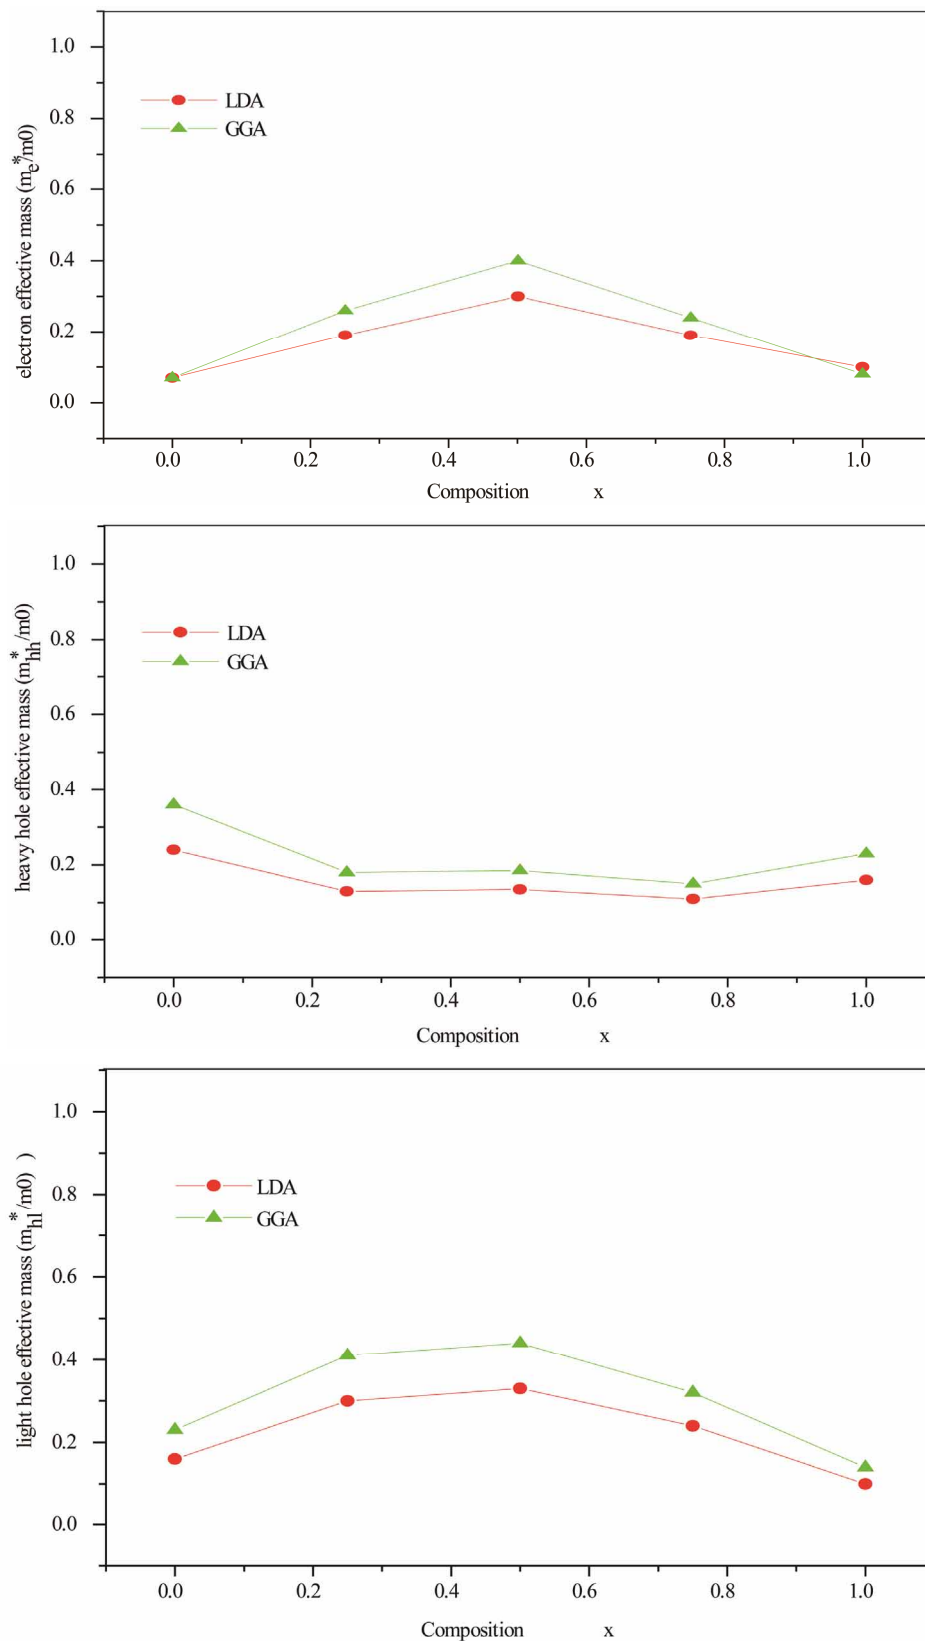 electron effective mass (m*e/m0)
1.0
0.8
0.6
0.4
0.2
0.0
LDA
GGA
0.0 0.2 0.4 0.6 0.8 1.0
Composition x
heavy hole effective mass (m*hh/m0)
1.0
0.8
0.6
0.4
0.2
0.0
LDA
GGA
0.0 0.2 0.4 0.6 0.8 1.0
Composition x
light hole effective mass (m*hl/m0) )
1.0
0.8
0.6
0.4
0.2
0.0
LDA
GGA
0.0 0.2 0.4 0.6 0.8 1.0
Composition x